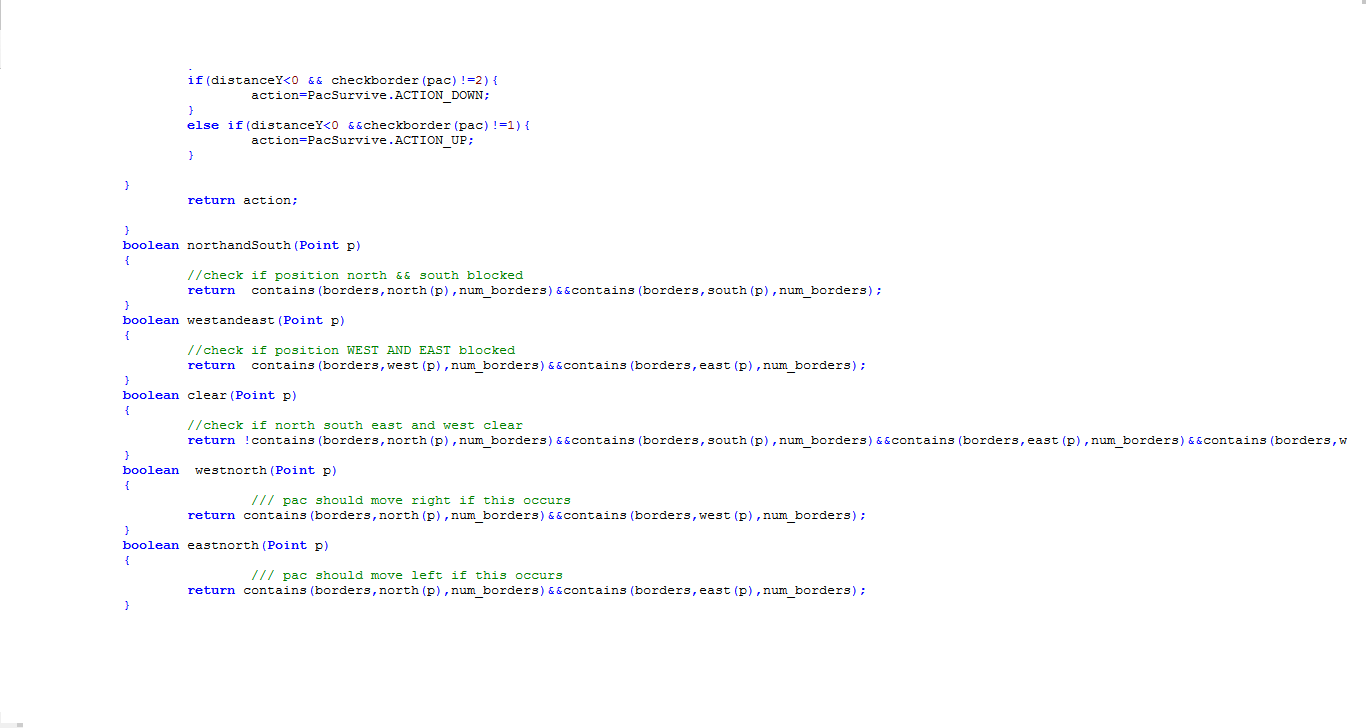 if(distanceY<0 && checkborder(pac)!=2){
action=PacSurvive.ACTION_DOWN;
}
else if(distanceY<0 &&checkborder(pac)!=1){
action=PacSurvive.ACTION_UP;
}
}
return action;
}
boolean northandSouth(Point p)
{
//check if position north && south blocked
return  contains(borders,north(p),num_borders)&&contains(borders,south(p),num_borders);
}
boolean westandeast(Point p)
{
//check if position WEST AND EAST blocked
return  contains(borders,west(p),num_borders)&&contains(borders,east(p),num_borders);
}
boolean clear(Point p)
{
//check if north south east and west clear
return !contains(borders,north(p),num_borders)&&contains(borders,south(p),num_borders)&&contains(borders,east(p),num_borders)&&contains(borders,w
}
boolean  westnorth(Point p)
{
/// pac should move right if this occurs
return contains(borders,north(p),num_borders)&&contains(borders,west(p),num_borders);
}
boolean eastnorth(Point p)
{
/// pac should move left if this occurs
return contains(borders,north(p),num_borders)&&contains(borders,east(p),num_borders);
}